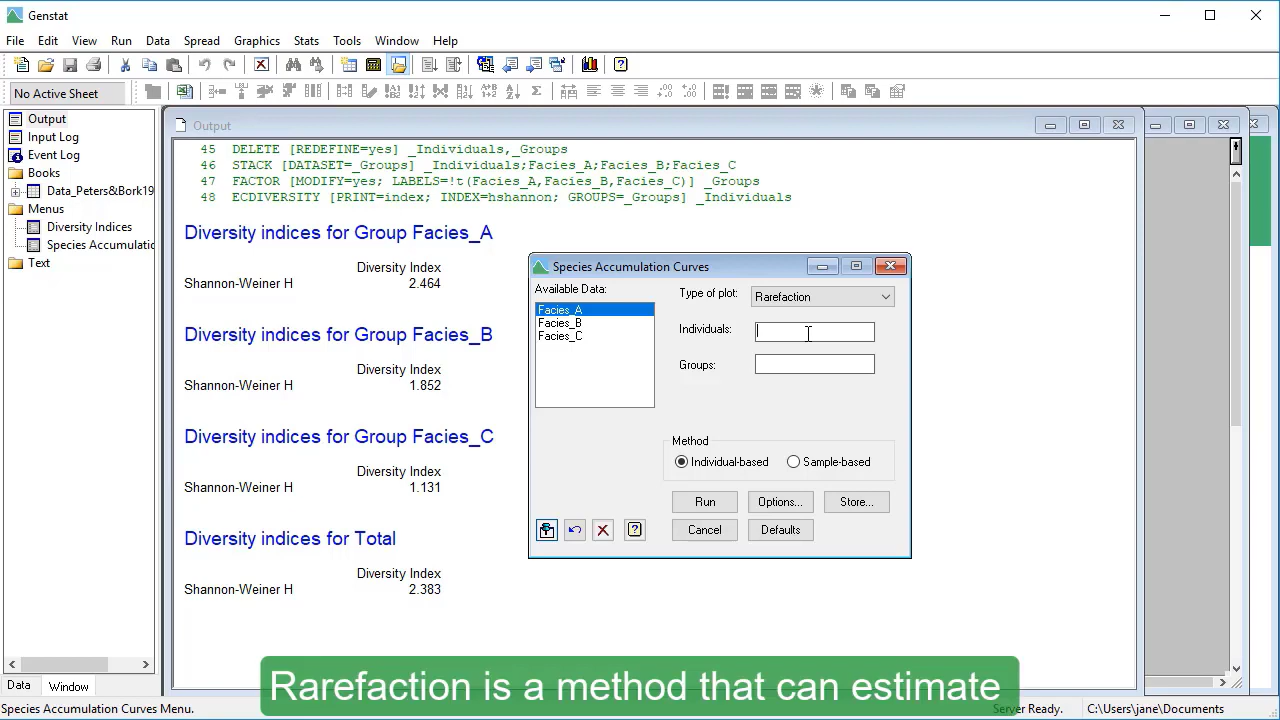 Genstat
File Edit View Run Data Spread Graphics Stats Tools Window Help
No Active Sheet
Output
Input Log
Event Log
Books
Data_Peters&Bork19
Menus
Diversity Indices
Species Accumulatio
Text
Output
45 DELETE [REDEFINE=yes] _Individuals,_Groups
46 STACK [DATASET=_Groups] _Individuals;Facies_A;Facies_B;Facies_C
47 FACTOR [MODIFY=yes; LABELS=!t(Facies_A,Facies_B,Facies_C)] _Groups
48 ECDIVERSITY [PRINT=index; INDEX=hshannon; GROUPS=_Groups] _Individuals
Diversity indices for Group Facies_A
Diversity Index
Shannon-Weiner H 2.464
Diversity indices for Group Facies_B
Diversity Index
Shannon-Weiner H 1.852
Diversity indices for Group Facies_C
Diversity Index
Shannon-Weiner H 1.131
Diversity indices for Total
Diversity Index
Shannon-Weiner H 2.383
Species Accumulation Curves
Available Data:
Facies_A
Facies_B
Facies_C
Type of plot: Rarefaction
Individuals:
Groups:
Method
Individual-based Sample-based
Run Options... Store...
Cancel Defaults
Rarefaction is a method that can estimate
Data Window
Species Accumulation Curves Menu. Server Ready. C:\Users\jane\Documents